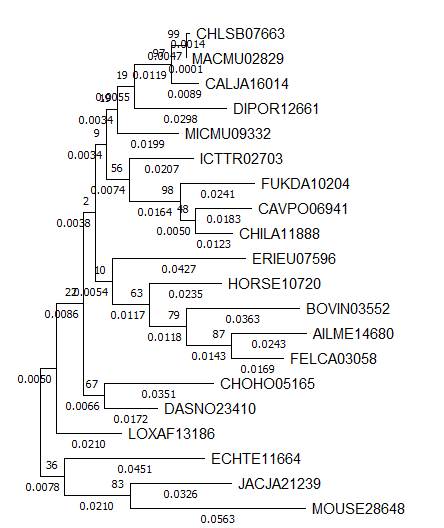 99 CHLSB07663
0.0014
97 0.0047 MACMU02829
19 0.0119 0.0001
CALJA16014
0.0055 0.0089
19 DIPOR12661
0.0034 0.0298
9 MICMU09332
0.0034 0.0199
56 ICTTR02703
0.0207
0.0074 98 FUKDA10204
0.0241
2 0.0164 48 CAVPO06941
0.0038 0.0183
0.0050 CHILA11888
0.0123
10 ERIEU07596
0.0427
22 0.0054 63 HORSE10720
0.0235
0.0086 0.0117 79 BOVIN03552
0.0363
0.0118 87 AILME14680
0.0243
0.0143 FELCA03058
0.0169
0.0050 67 CHOHO05165
0.0351
0.0066 DASNO23410
0.0172
LOXAF13186
0.0210
36 ECHTE11664
0.0451
0.0078 83 JACJA21239
0.0326
0.0210 MOUSE28648
0.0563